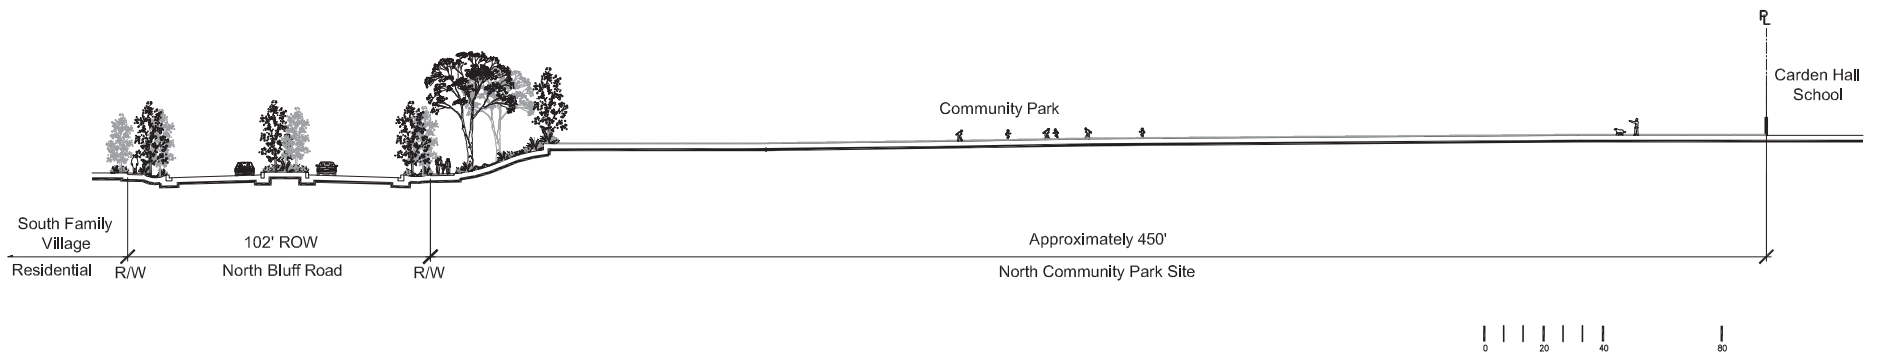 PL
Carden Hall
School
Community Park
South Family
Village
102' ROW
Approximately 450'
Residential
R/W
North Bluff Road
R/W
North Community Park Site
0
20
40
80